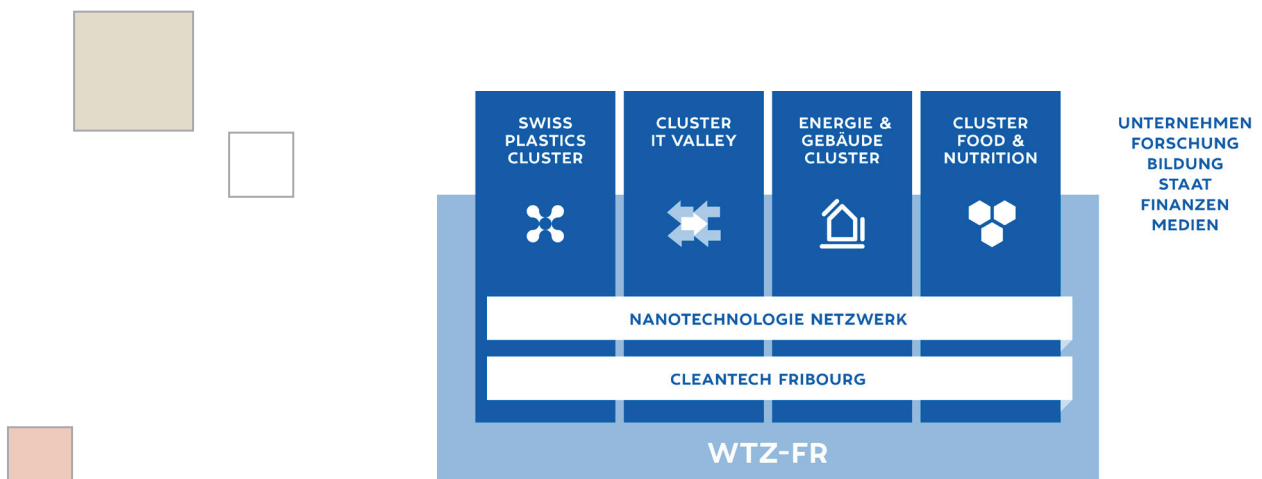 SWISS
PLASTICS
CLUSTER
CLUSTER
IT VALLEY
ENERGIE &
GEBÄUDE
CLUSTER
CLUSTER
FOOD &
NUTRITION
UNTERNEHMEN
FORSCHUNG
BILDUNG
STAAT
FINANZEN
MEDIEN
NANOTECHNOLOGIE NETZWERK
CLEANTECH FRIBOURG
WTZ-FR